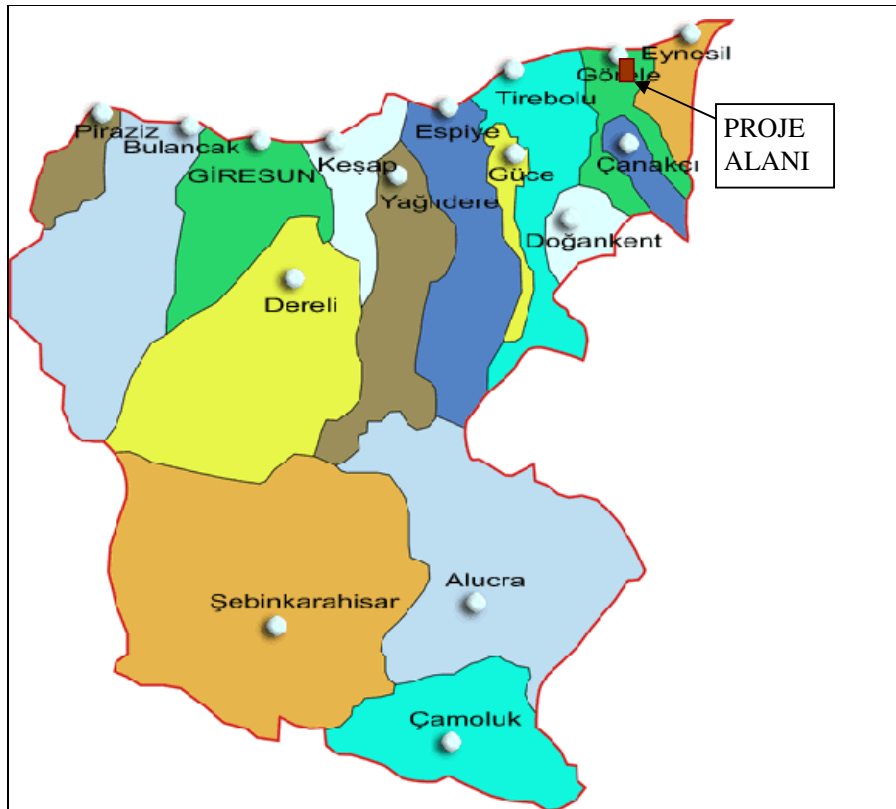 Eynesil
Görele
Tirebolu
PROJE
ALANI
Piraziz
Bulancak
Espiye
Keşap
GİRESUN
Güce
Çanakçı
Yağlıdere
Doğankent
Dereli
Alucra
Şebinkarahisar
Çamoluk